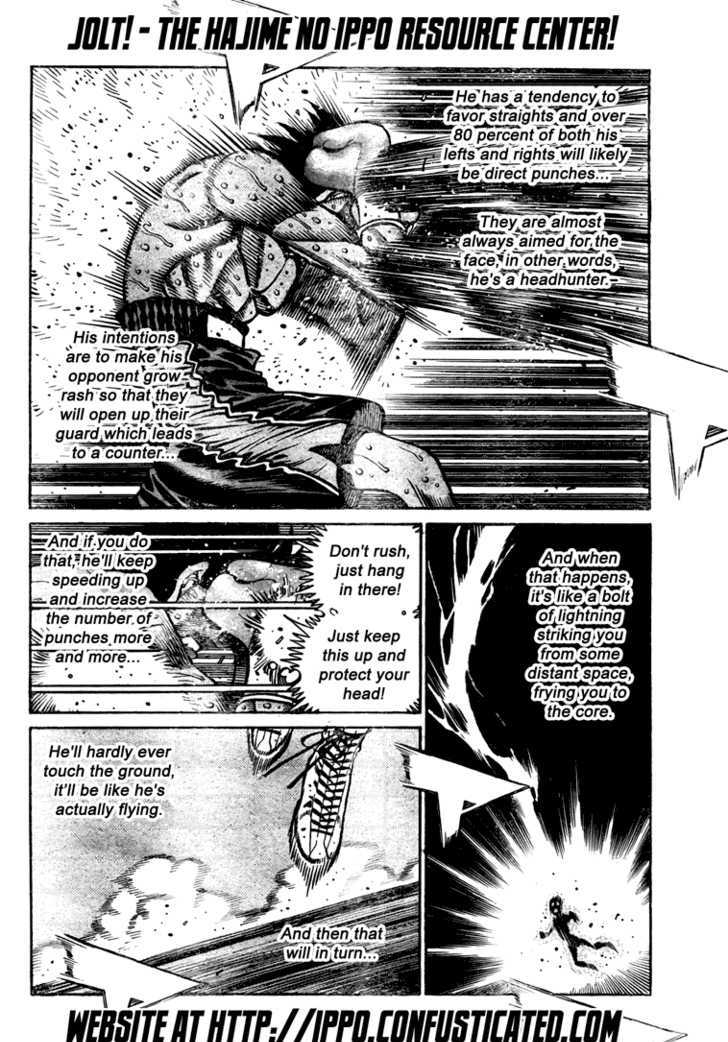 JOLT! - THE HAJIME NO IPPO RESOURCE CENTER!
He has a tendency to
favor straights and over
80 percent of both his
lefts and rights will likely
be direct punches...
They are almost
always aimed for the
face, in other words,
he's a headhunter.
His intentions
are to make his
opponent grow
rash so that they
will open up their
guard which leads
to a counter...
And when
that happens,
it's like a bolt
of lightning
striking you
from some
distant space,
frying you to
the core.
Don't rush,
just hang
in there!
Just keep
this up and
protect your
head!
And if you do
that, he'll keep
speeding up
and increase
the number of
punches more
and more...
He'll hardly ever
touch the ground,
it'll be like he's
actually flying.
And then that
will in turn...
WEBSITE AT HTTP://IPPO.CONFUSTICATED.COM